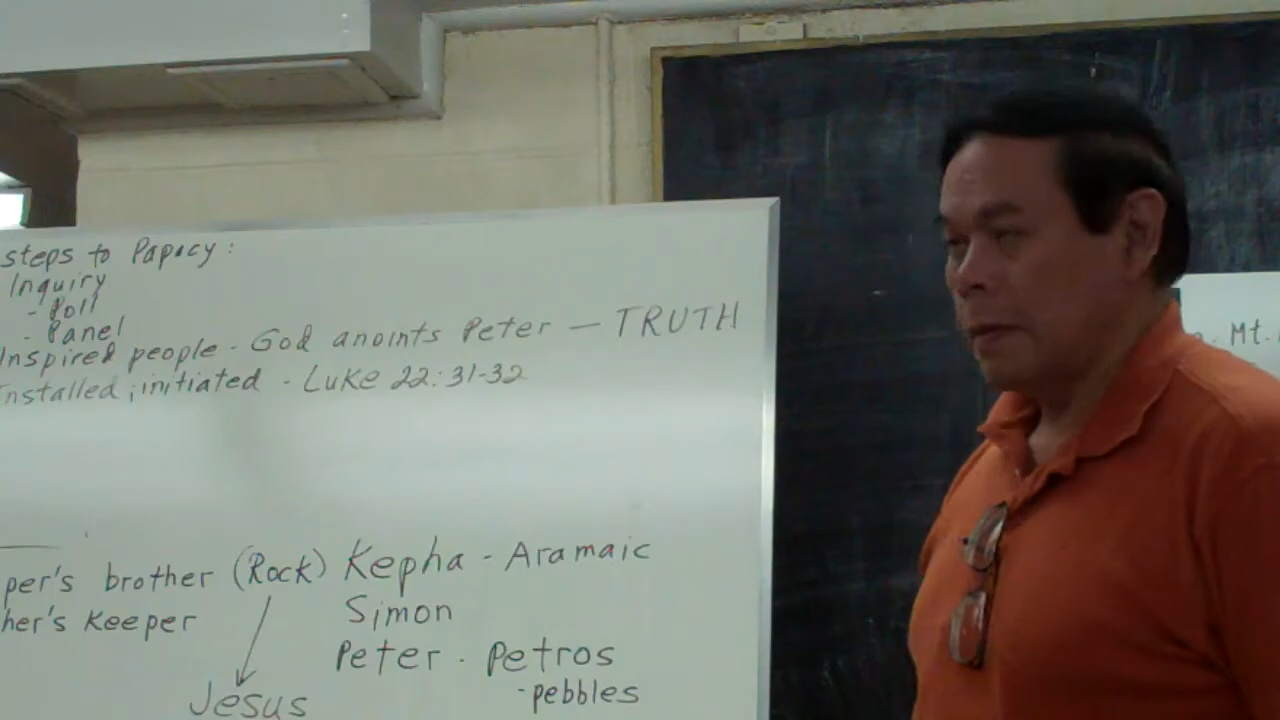 steps to Papacy:
Inquiry
- Poll
- Panel
Inspired people - God anoints Peter — TRUTH
Installed; initiated - Luke 22:31-32
per's brother (Rock) Kepha - Aramaic
her's Keeper
Simon
Peter - Petros
Jesus
- pebbles
Mt.